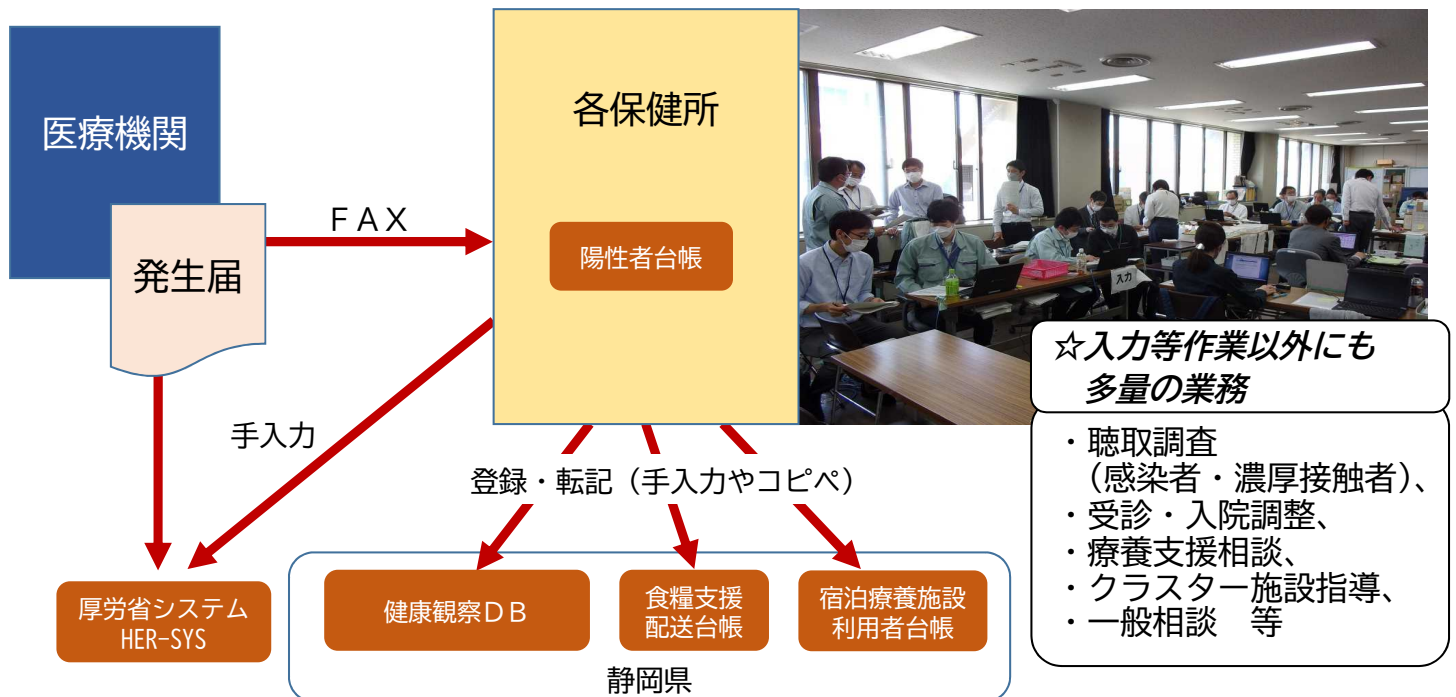 医療機関
発生届
ＦＡＸ
各保健所
陽性者台帳
入力
手入力
登録・転記（手入力やコピペ）
厚労省システム
HER-SYS
健康観察ＤＢ
食糧支援
配送台帳
宿泊療養施設
利用者台帳
静岡県
☆入力等作業以外にも
多量の業務
・聴取調査
（感染者・濃厚接触者）、
・受診・入院調整、
・療養支援相談、
・クラスター施設指導、
・一般相談　等